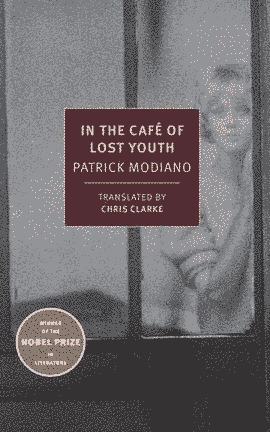 IN THE CAFÉ OF
LOST YOUTH
PATRICK MODIANO
TRANSLATED BY
CHRIS CLARKE
WINNER
OF THE
NOBEL PRIZE
IN
LITERATURE